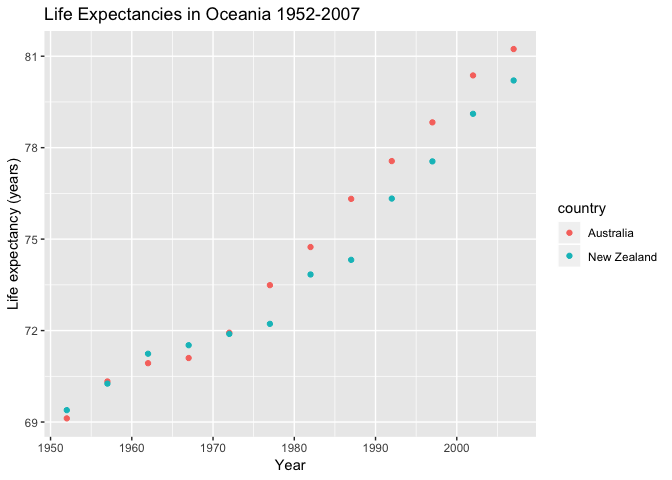 Life Expectancies in Oceania 1952-2007
Life expectancy (years)
81
78
75
72
69
1950 1960 1970 1980 1990 2000
Year
country
Australia
New Zealand